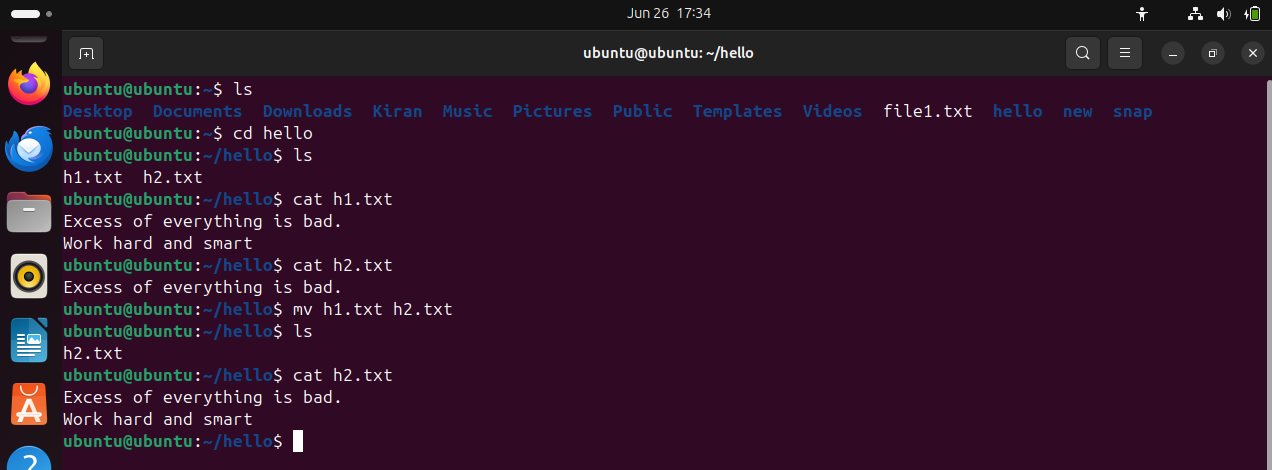 Jun 26 17:34
ubuntu@ubuntu: ~/hello
ubuntu@ubuntu:~$ ls
Desktop Documents Downloads Kiran Music Pictures Public Templates Videos file1.txt hello new snap
ubuntu@ubuntu:~$ cd hello
ubuntu@ubuntu:~/hello$ ls
h1.txt h2.txt
ubuntu@ubuntu:~/hello$ cat h1.txt
Excess of everything is bad.
Work hard and smart
ubuntu@ubuntu:~/hello$ cat h2.txt
Excess of everything is bad.
ubuntu@ubuntu:~/hello$ mv h1.txt h2.txt
ubuntu@ubuntu:~/hello$ ls
h2.txt
ubuntu@ubuntu:~/hello$ cat h2.txt
Excess of everything is bad.
Work hard and smart
ubuntu@ubuntu:~/hello$